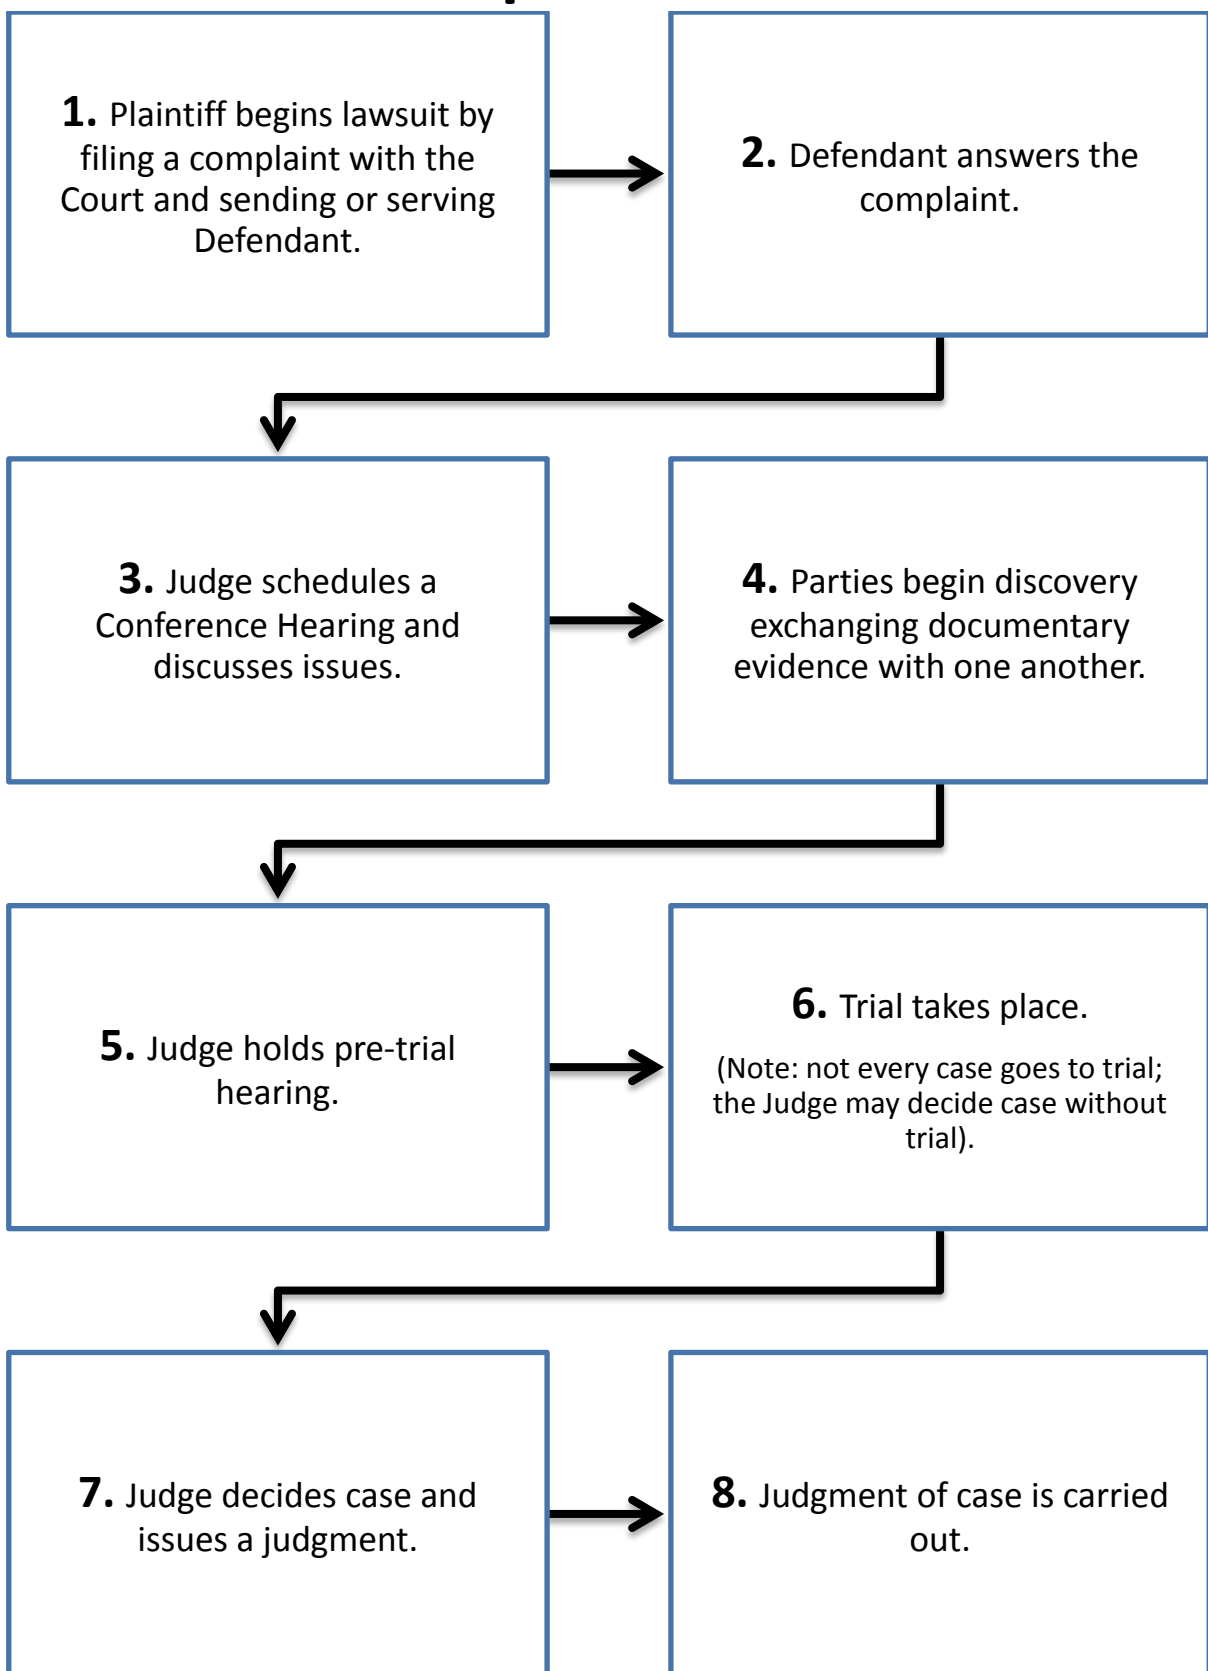 1. Plaintiff begins lawsuit by
filing a complaint with the
Court and sending or serving
Defendant.
2. Defendant answers the
complaint.
3. Judge schedules a
Conference Hearing and
discusses issues.
4. Parties begin discovery
exchanging documentary
evidence with one another.
5. Judge holds pre-trial
hearing.
6. Trial takes place.
(Note: not every case goes to trial;
the Judge may decide case without
trial).
7. Judge decides case and
issues a judgment.
8. Judgment of case is carried
out.